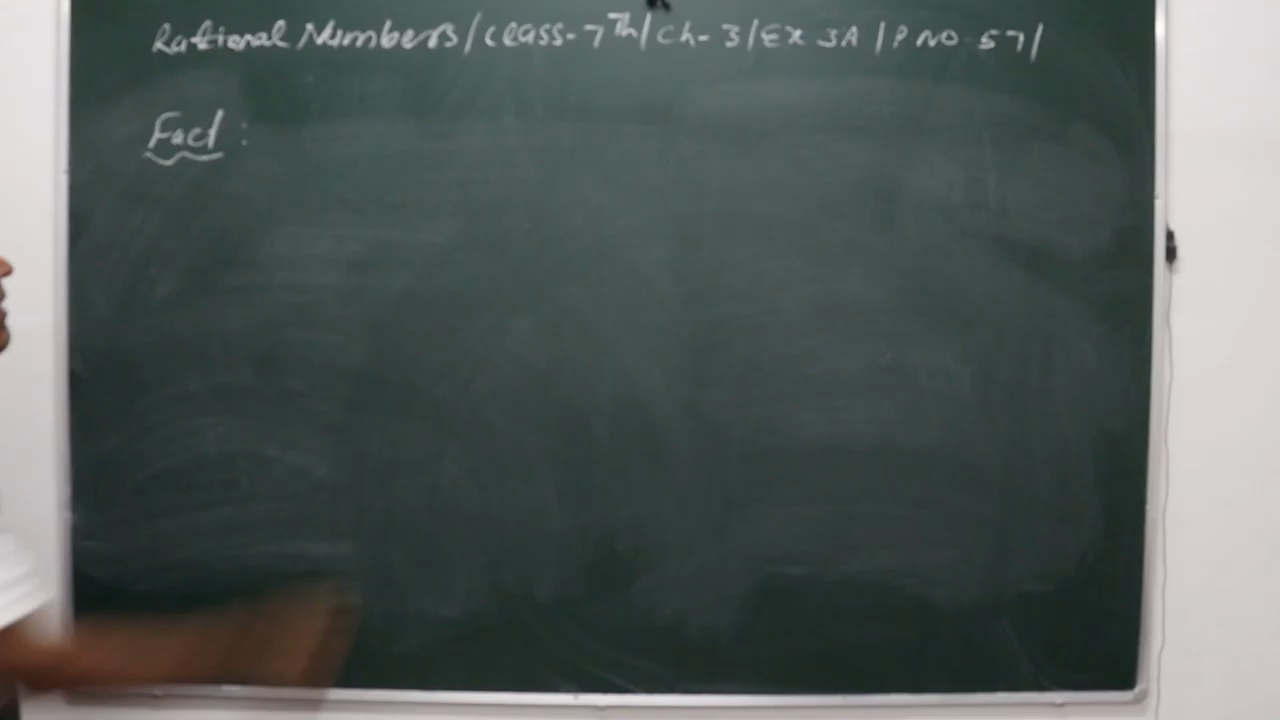 Rational Numbers/Class-7Th/Ch-3/Ex 3A/P NO 57/
Fact :